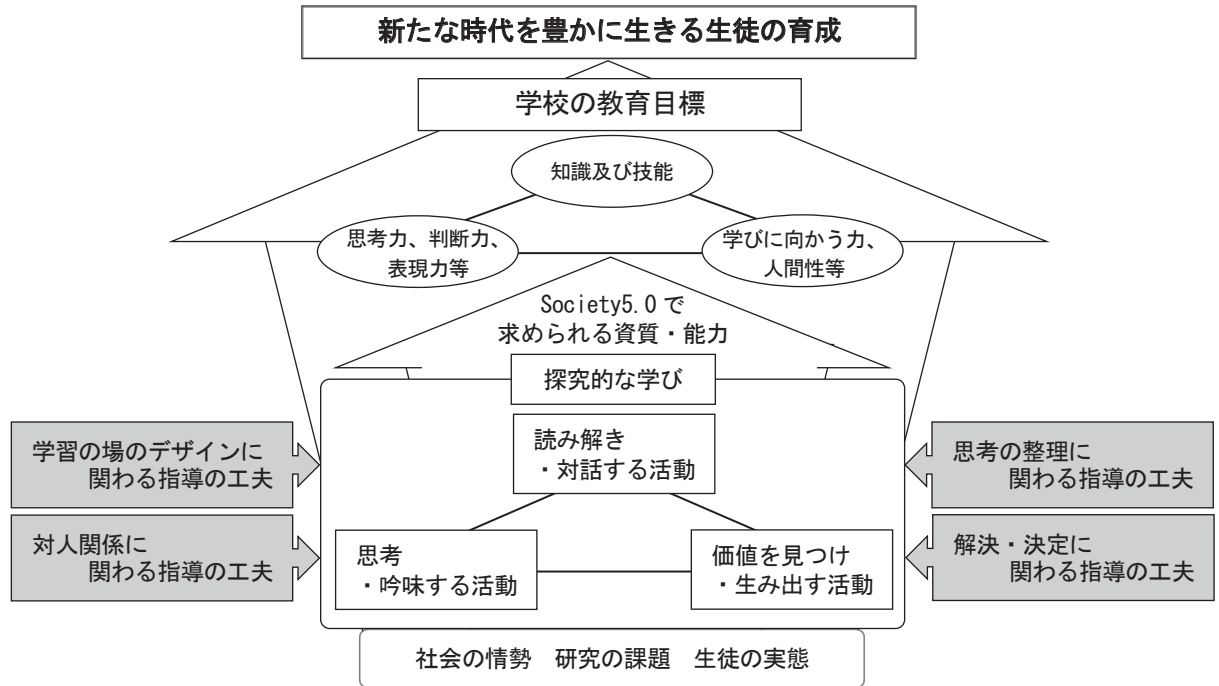 新たな時代を豊かに生きる生徒の育成
学校の教育目標
知識及び技能
思考力、判断力、
表現力等
学びに向かう力、
人間性等
Society5.0で
求められる資質・能力
探究的な学び
読み解き
・対話する活動
思考
・吟味する活動
価値を見つけ
・生み出す活動
学習の場のデザインに
関わる指導の工夫
対人関係に
関わる指導の工夫
思考の整理に
関わる指導の工夫
解決・決定に
関わる指導の工夫
社会の情勢　研究の課題　生徒の実態